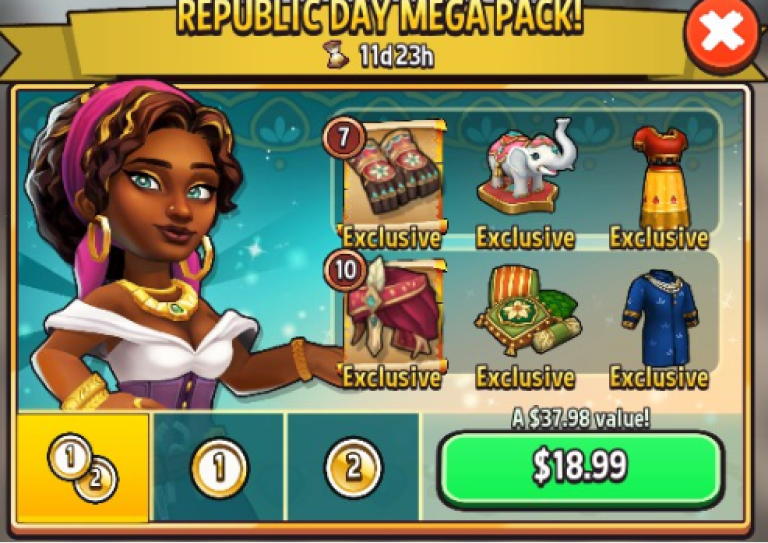 REPUBLIC DAY MEGA PACK!
11d 23h
7
Exclusive Exclusive Exclusive
10
Exclusive Exclusive Exclusive
A $37.98 value!
1 2 1 2 $18.99